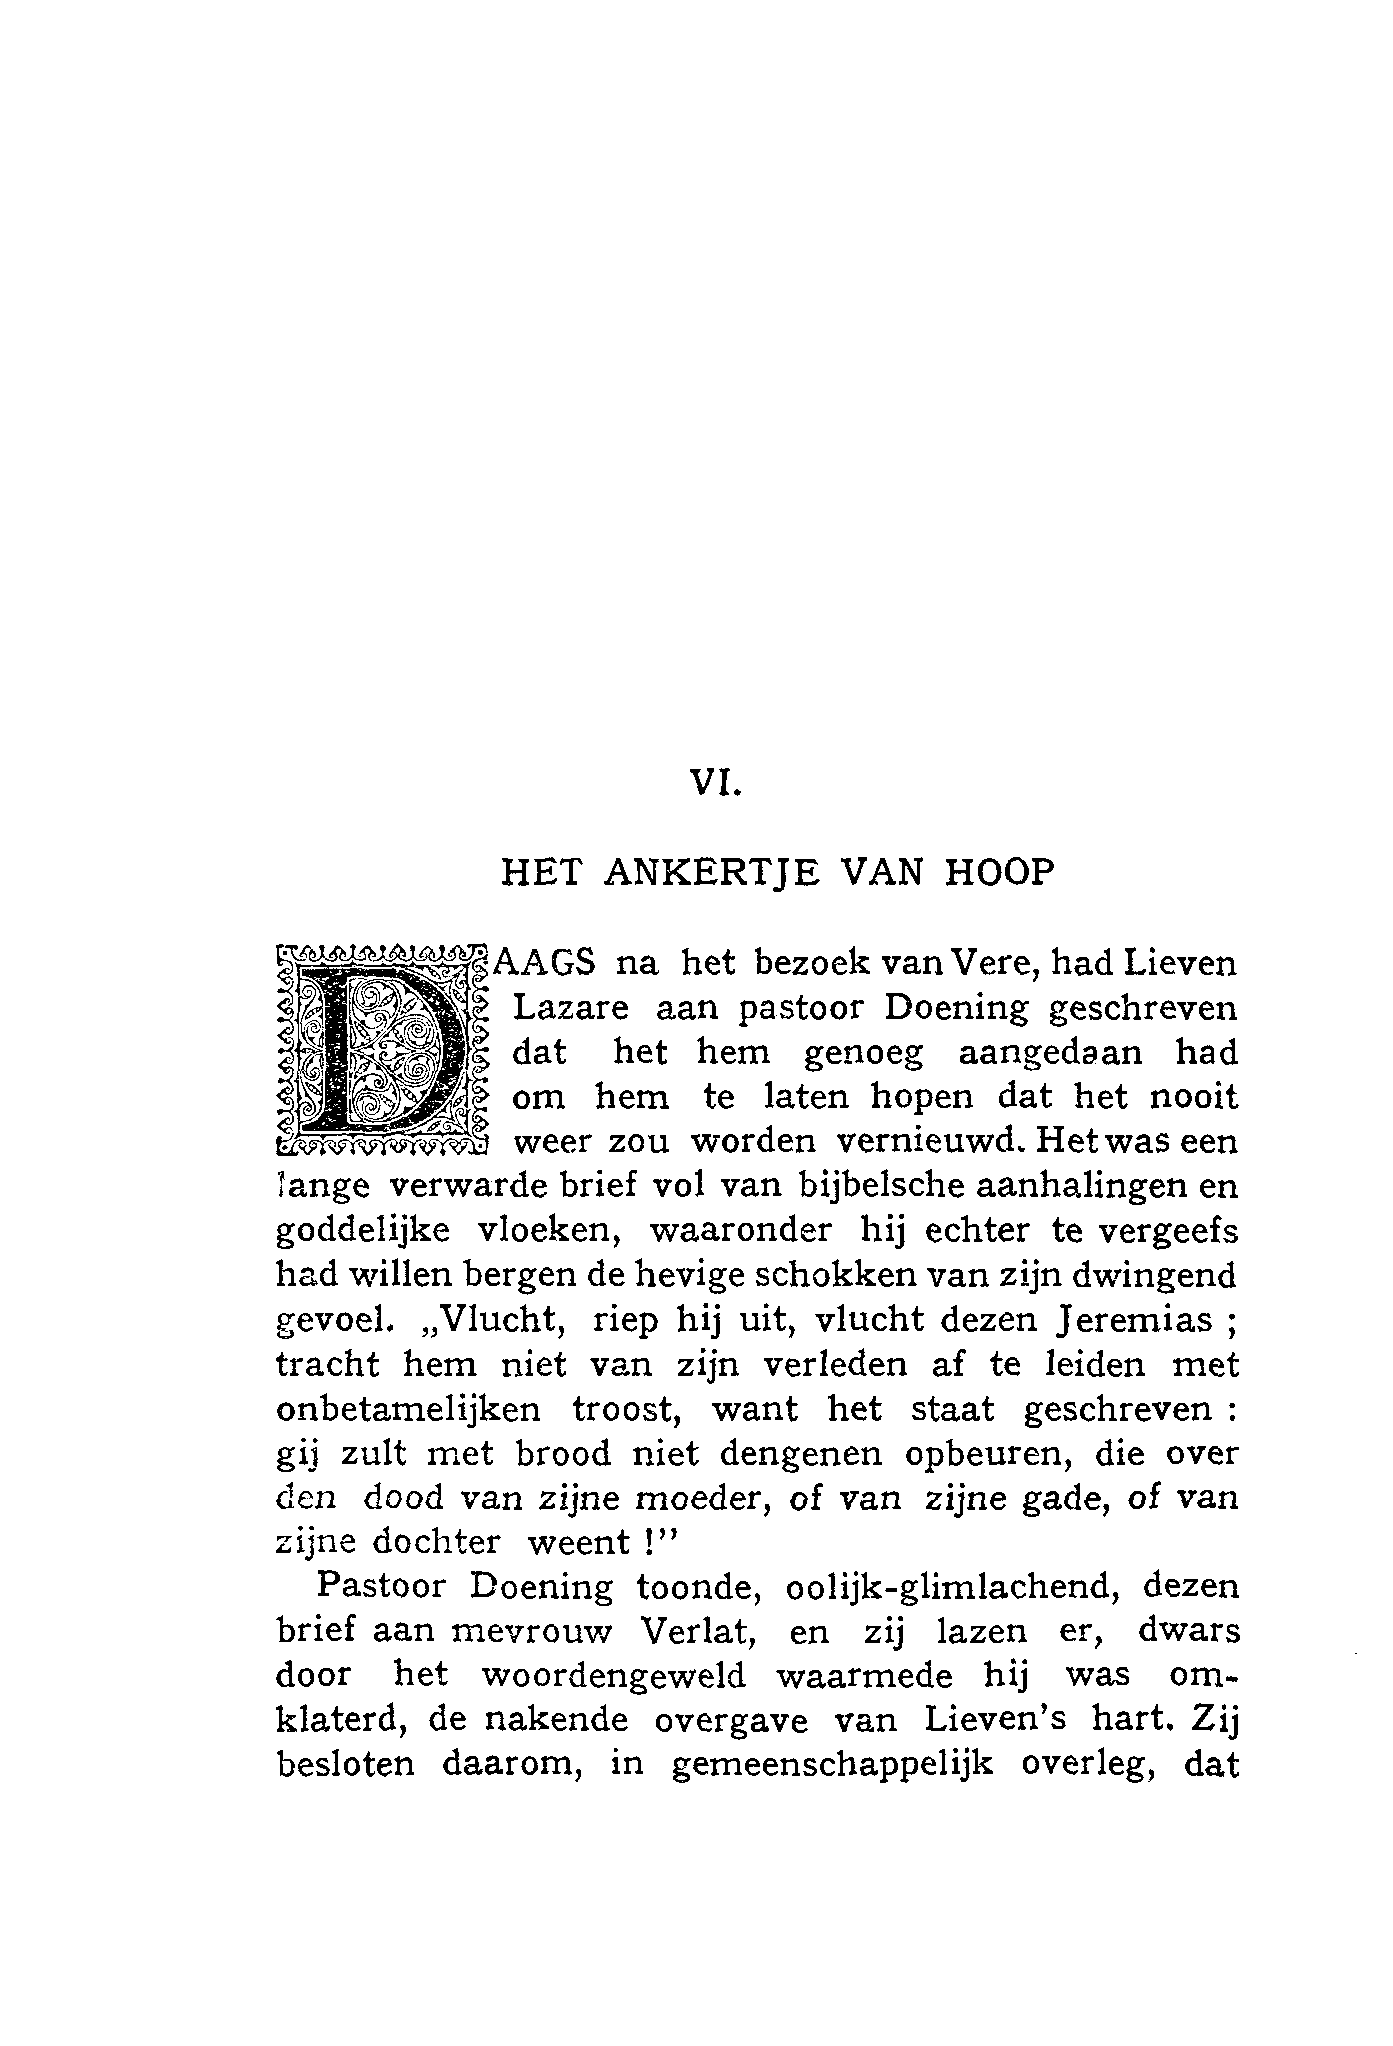 VI.
HET ANKERTJE VAN HOOP
DAAGS na het bezoek van Vere, had Lieven
Lazare aan pastoor Doening geschreven
dat het hem genoeg aangedaan had
om hem te laten hopen dat het nooit
weer zou worden vernieuwd. Het was een
lange verwarde brief vol van bijbelsche aanhalingen en
goddelijke vloeken, waaronder hij echter te vergeefs
had willen bergen de hevige schokken van zijn dwingend
gevoel. „Vlucht, riep hij uit, vlucht dezen Jeremias ;
tracht hem niet van zijn verleden af te leiden met
onbetamelijken troost, want het staat geschreven :
gij zult met brood niet dengenen opbeuren, die over
den dood van zijne moeder, of van zijne gade, of van
zijne dochter weent !”
Pastoor Doening toonde, oolijk-glimlachend, dezen
brief aan mevrouw Verlat, en zij lazen er, dwars
door het woordengeweld waarmede hij was om-
klaterd, de nakende overgave van Lieven's hart. Zij
besloten daarom, in gemeenschappelijk overleg, dat